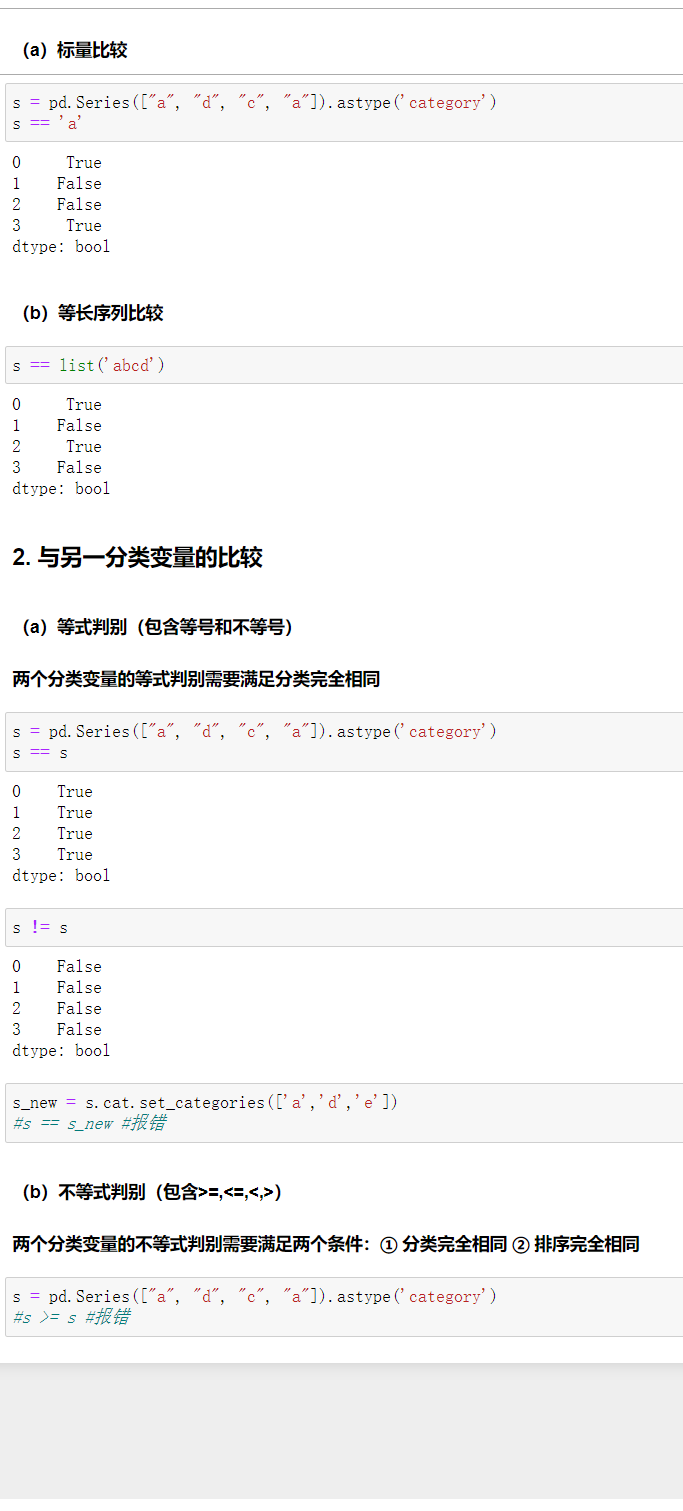 （a）标量比较
s = pd.Series(["a", "d", "c", "a"]).astype('category')
s == 'a'
0     True
1    False
2    False
3     True
dtype: bool
（b）等长序列比较
s == list('abcd')
0     True
1    False
2     True
3    False
dtype: bool
2. 与另一分类变量的比较
（a）等式判别（包含等号和不等号）
两个分类变量的等式判别需要满足分类完全相同
s = pd.Series(["a", "d", "c", "a"]).astype('category')
s == s
0    True
1    True
2    True
3    True
dtype: bool
s != s
0    False
1    False
2    False
3    False
dtype: bool
s_new = s.cat.set_categories(['a','d','e'])
#s == s_new #报错
（b）不等式判别（包含>=,<=,<,>）
两个分类变量的不等式判别需要满足两个条件：① 分类完全相同 ② 排序完全相同
s = pd.Series(["a", "d", "c", "a"]).astype('category')
#s >= s #报错